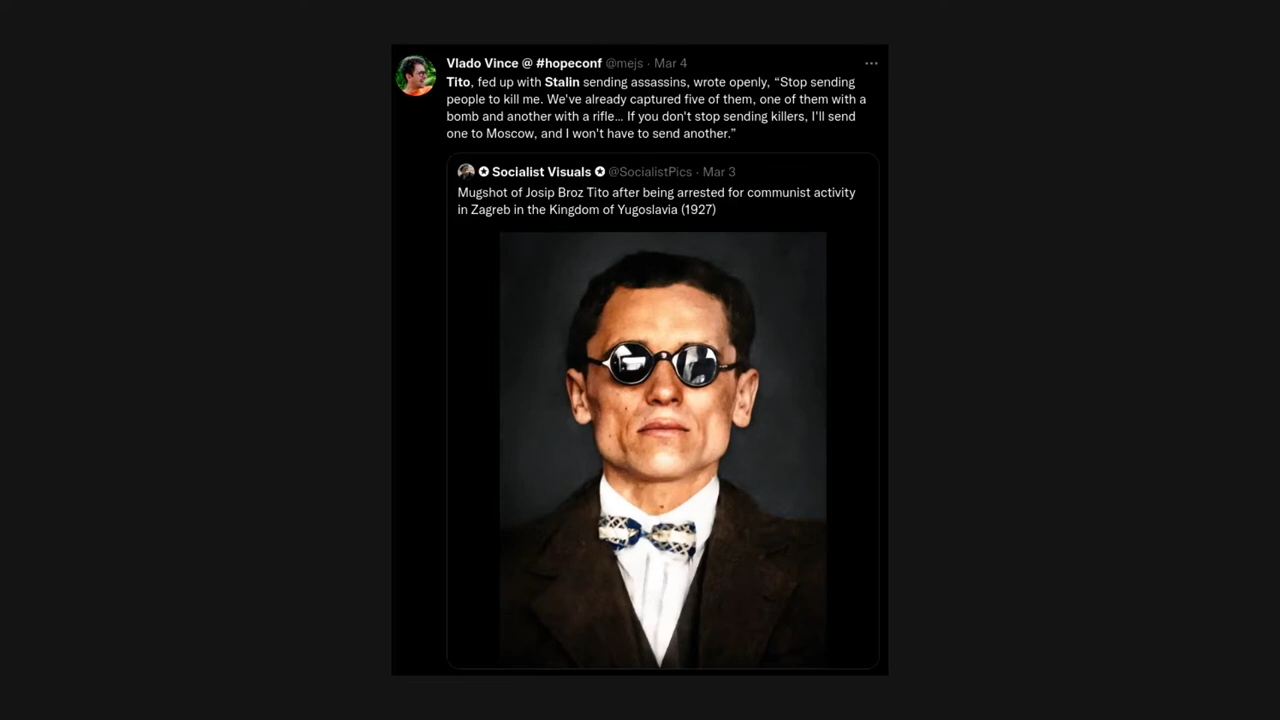 Vlado Vince @ #hopeconf @mejs · Mar 4
Tito, fed up with Stalin sending assassins, wrote openly, “Stop sending
people to kill me. We've already captured five of them, one of them with a
bomb and another with a rifle... If you don't stop sending killers, I'll send
one to Moscow, and I won't have to send another.”
✪ Socialist Visuals ✪ @SocialistPics · Mar 3
Mugshot of Josip Broz Tito after being arrested for communist activity
in Zagreb in the Kingdom of Yugoslavia (1927)